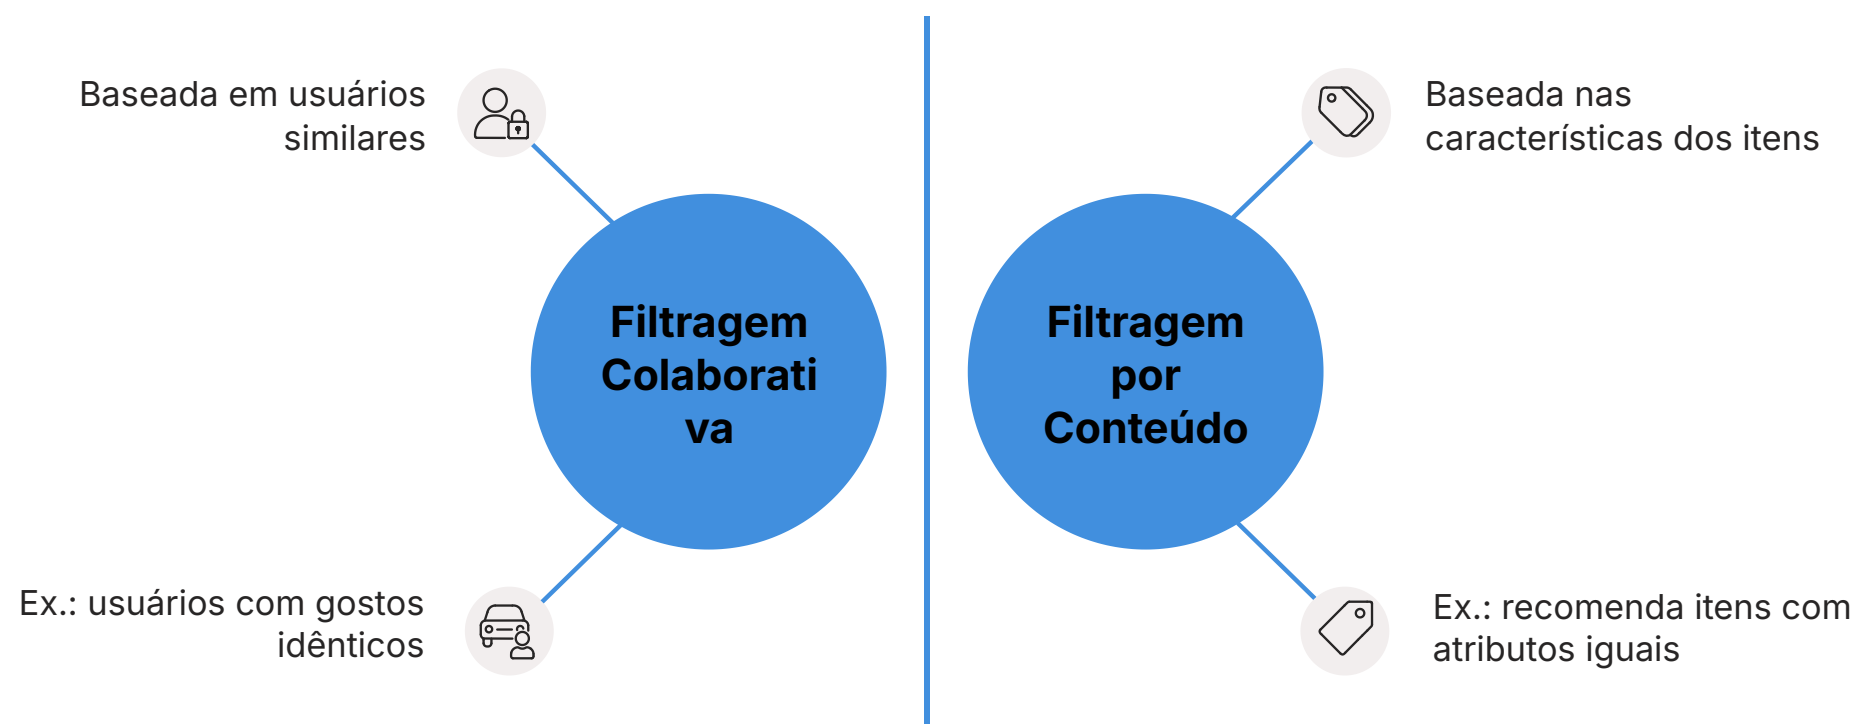 Baseada em usuários
similares
Filtragem
Colaborati
va
Ex.: usuários com gostos
idênticos
Baseada nas
características dos itens
Filtragem
por
Conteúdo
Ex.: recomenda itens com
atributos iguais